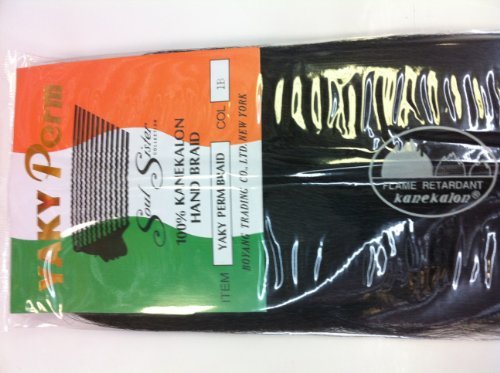 YAKY Perm
Soul Sister
COLLECTION
100% KANEKALON
HAND BRAID
ITEM YAKY PERM BRAID COL 1B
BOYANG TRADING CO., LTD. NEW YORK
FLAME RETARDANT
kanekalon®